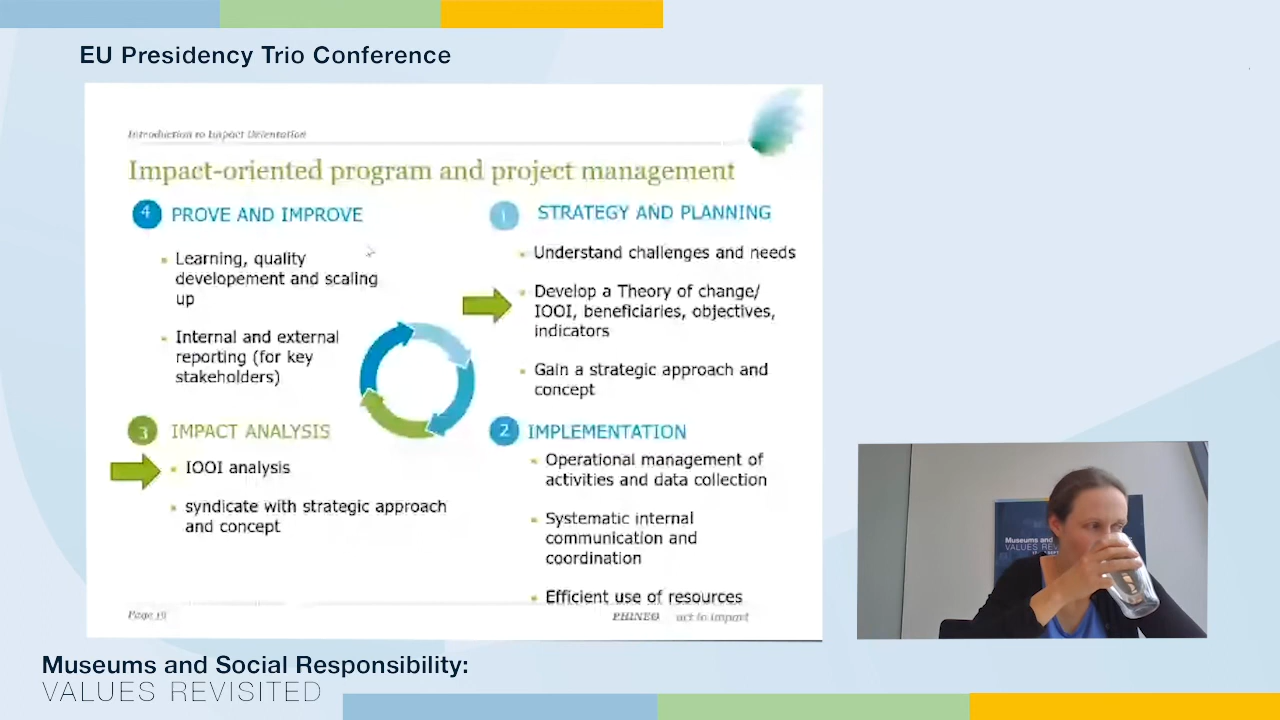 EU Presidency Trio Conference
Introduction to Impact Orientation
Impact-oriented program and project management
4 PROVE AND IMPROVE
Learning, quality
developement and scaling
up
Internal and external
reporting (for key
stakeholders)
1 STRATEGY AND PLANNING
Understand challenges and needs
Develop a Theory of change/
IOOI, beneficiaries, objectives,
indicators
Gain a strategic approach and
concept
3 IMPACT ANALYSIS
IOOI analysis
syndicate with strategic approach
and concept
2 IMPLEMENTATION
Operational management of
activities and data collection
Systematic internal
communication and
coordination
Efficient use of resources
Page 19
PHINEO act to impact
Museums and
VALUES REV
Museums and Social Responsibility:
VALUES REVISITED